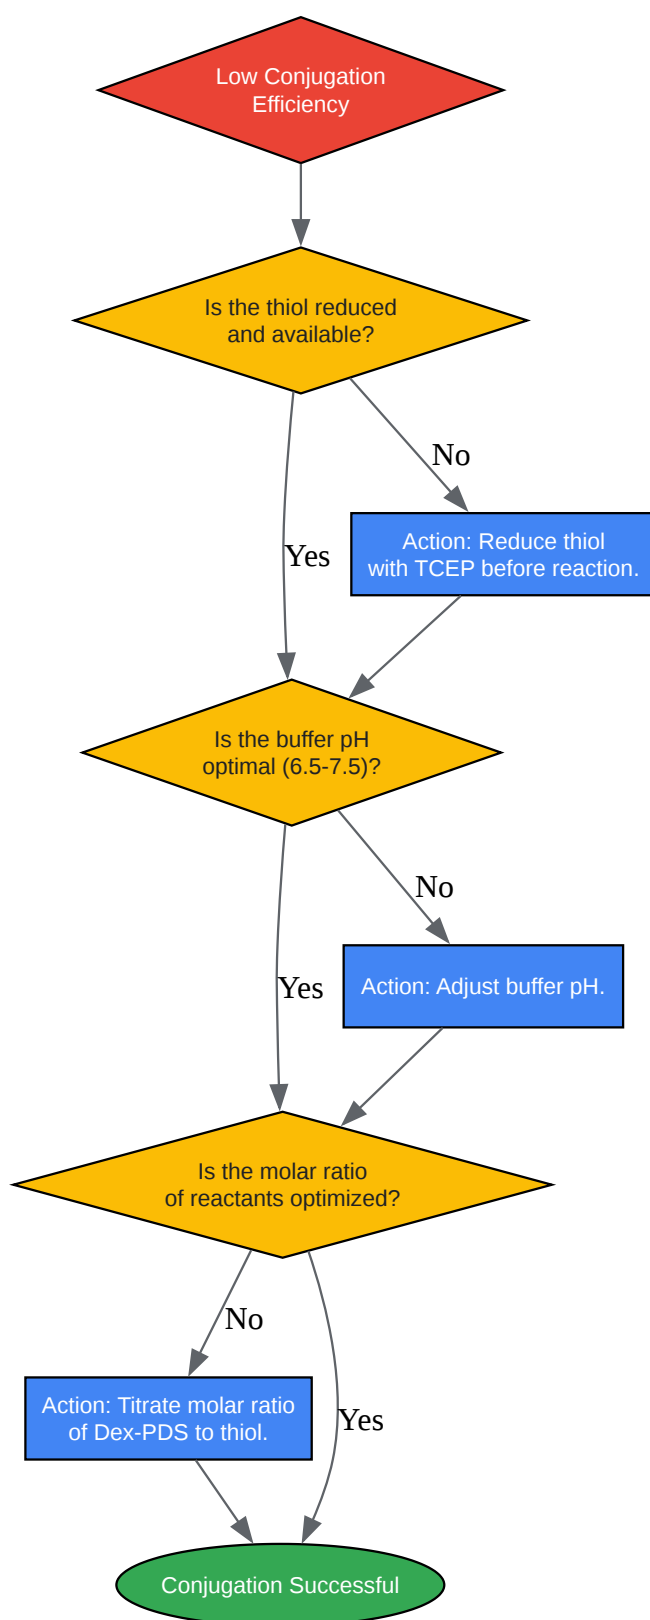 Low Conjugation
Efficiency
Is the thiol reduced
and available?
No
Action: Reduce thiol
with TCEP before reaction.
Yes
Is the buffer pH
optimal (6.5-7.5)?
No
Action: Adjust buffer pH.
Yes
Is the molar ratio
of reactants optimized?
No
Action: Titrate molar ratio
of Dex-PDS to thiol.
Yes
Conjugation Successful